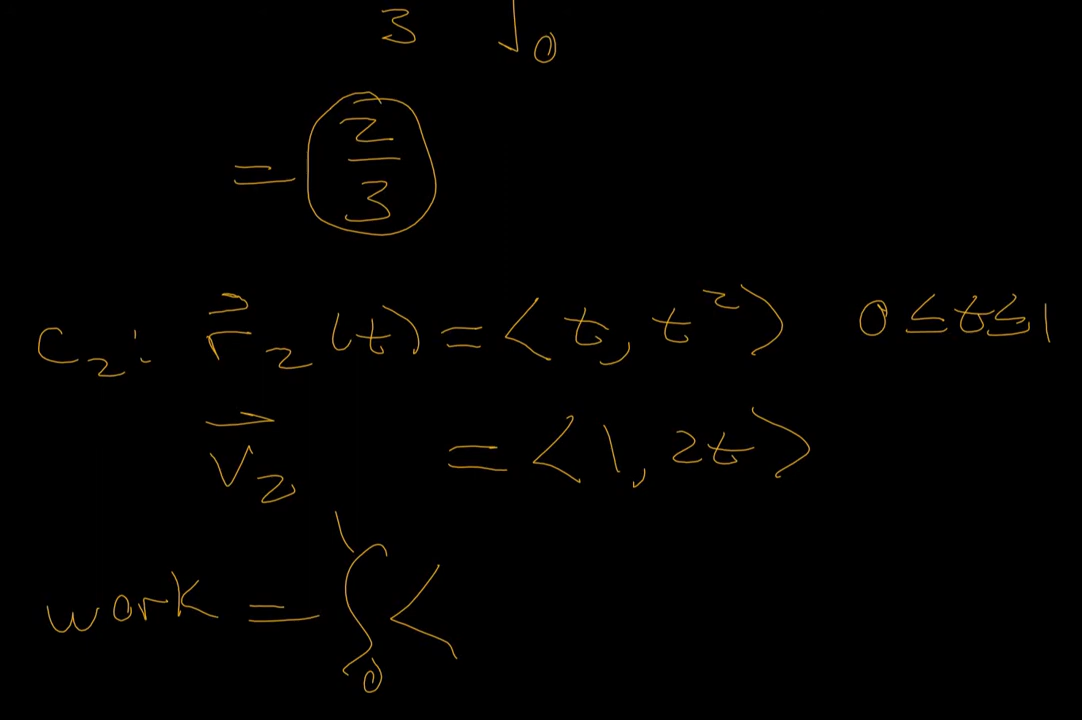 3 ]₀
= 2/3
C₂: r⃗₂(t) = ⟨t, t²⟩ 0 ≤ t ≤ 1
v⃗₂ = ⟨1, 2t⟩
work = ∫₀¹ ⟨